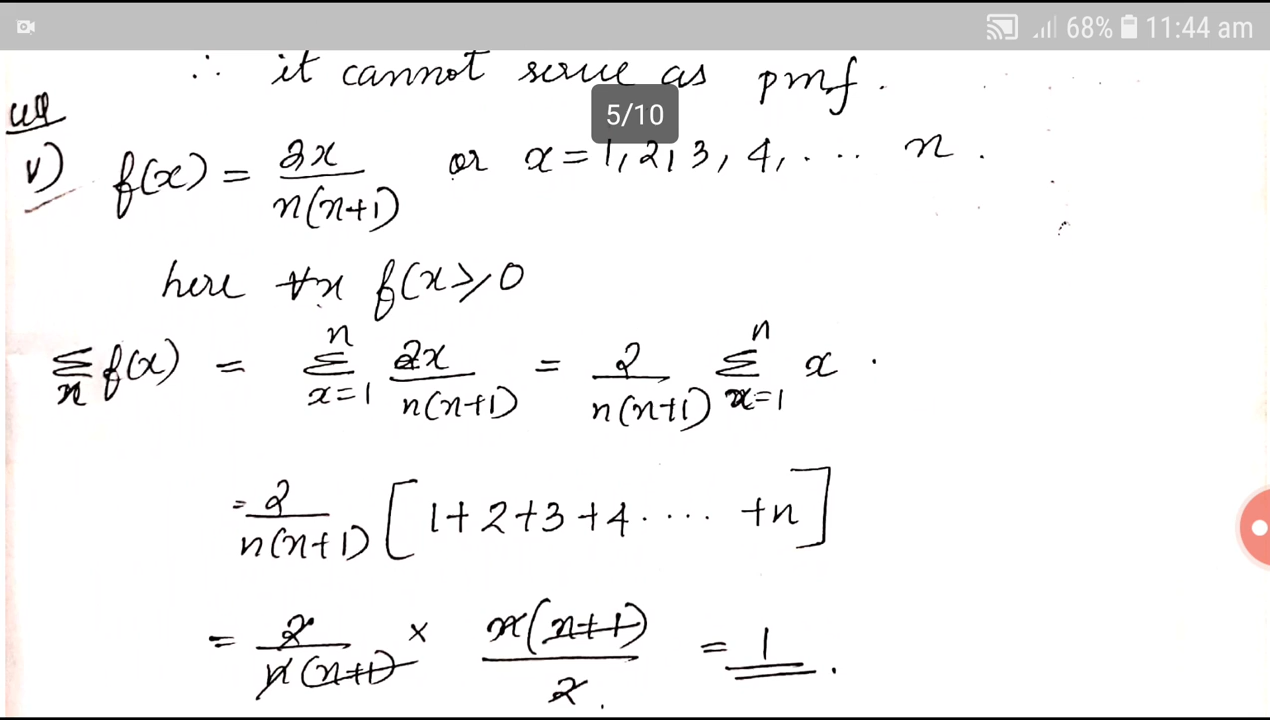 68% 11:44 am
∴ it cannot serve as pmf.
5/10
v) f(x) = 2x / n(n+1) or x = 1, 2, 3, 4, .... n.
here ∀x f(x ≥ 0
Σₓ f(x) = Σ_{x=1}^{n} 2x / n(n+1) = 2 / n(n+1) Σ_{x=1}^{n} x .
= 2 / n(n+1) [1+2+3+4..... +n]
= 2 / n(n+1) × n(n+1) / 2. = 1.